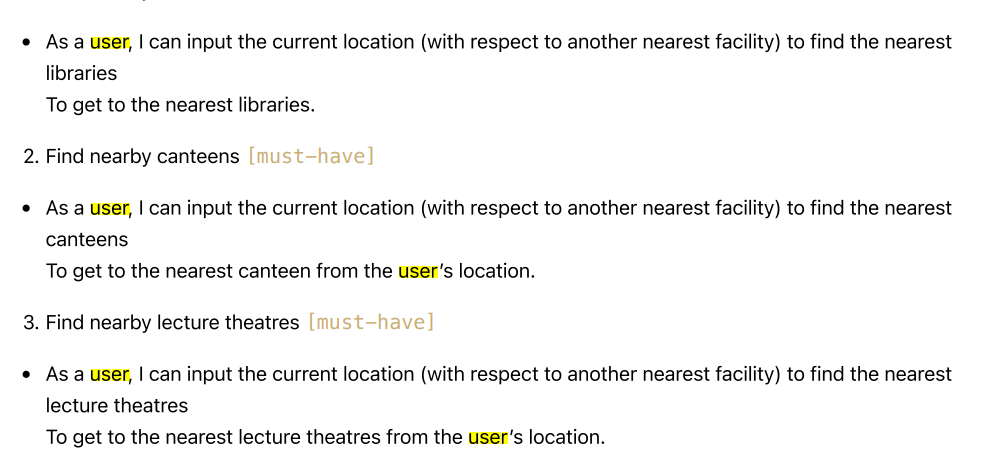 As a user, I can input the current location (with respect to another nearest facility) to find the nearest
libraries
To get to the nearest libraries.
2. Find nearby canteens [must-have]
As a user, I can input the current location (with respect to another nearest facility) to find the nearest
canteens
To get to the nearest canteen from the user's location.
3. Find nearby lecture theatres [must-have]
As a user, I can input the current location (with respect to another nearest facility) to find the nearest
lecture theatres
To get to the nearest lecture theatres from the user's location.